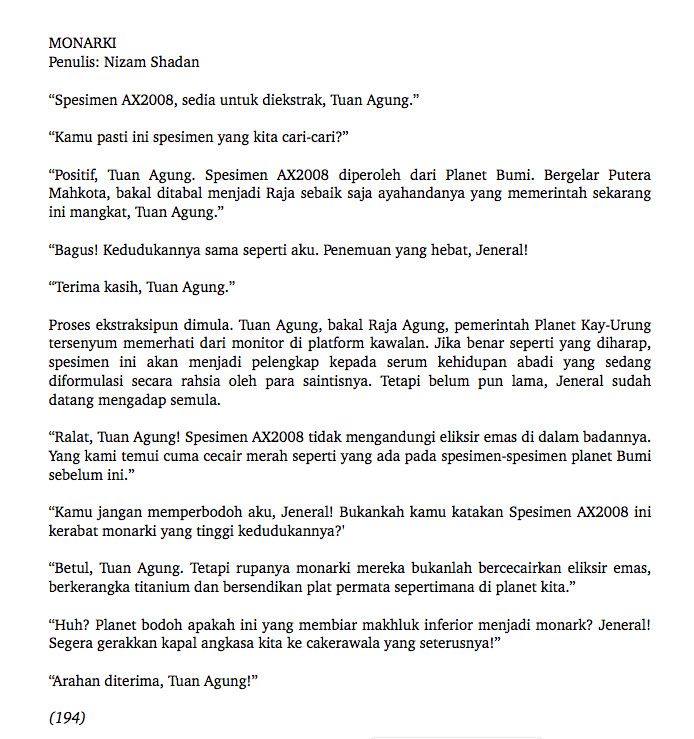 MONARKI
Penulis: Nizam Shadan
“Spesimen AX2008, sedia untuk diekstrak, Tuan Agung.”
“Kamu pasti ini spesimen yang kita cari-cari?”
“Positif, Tuan Agung. Spesimen AX2008 diperoleh dari Planet Bumi. Bergelar Putera
Mahkota, bakal ditabal menjadi Raja sebaik saja ayahandanya yang memerintah sekarang
ini mangkat, Tuan Agung.”
“Bagus! Kedudukannya sama seperti aku. Penemuan yang hebat, Jeneral!
“Terima kasih, Tuan Agung.”
Proses ekstraksipun dimula. Tuan Agung, bakal Raja Agung, pemerintah Planet Kay-Urung
tersenyum memerhati dari monitor di platform kawalan. Jika benar seperti yang diharap,
spesimen ini akan menjadi pelengkap kepada serum kehidupan abadi yang sedang
diformulasi secara rahsia oleh para saintisnya. Tetapi belum pun lama, Jeneral sudah
datang mengadap semula.
“Ralat, Tuan Agung! Spesimen AX2008 tidak mengandungi eliksir emas di dalam badannya.
Yang kami temui cuma cecair merah seperti yang ada pada spesimen-spesimen planet Bumi
sebelum ini.”
“Kamu jangan memperbodoh aku, Jeneral! Bukankah kamu katakan Spesimen AX2008 ini
kerabat monarki yang tinggi kedudukannya?'
“Betul, Tuan Agung. Tetapi rupanya monarki mereka bukanlah bercecairkan eliksir emas,
berkerangka titanium dan bersendikan plat permata sepertimana di planet kita.”
“Huh? Planet bodoh apakah ini yang membiar makhluk inferior menjadi monark? Jeneral!
Segera gerakkan kapal angkasa kita ke cakerawala yang seterusnya!”
“Arahan diterima, Tuan Agung!”
(194)